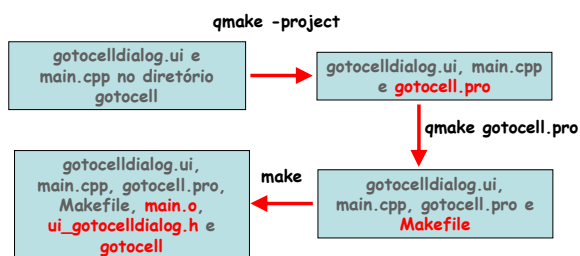 qmake -project
gotocelldialog.ui e
main.cpp no diretório
gotocell
gotocelldialog.ui, main.cpp
e gotocell.pro
qmake gotocell.pro
gotocelldialog.ui,
main.cpp, gotocell.pro e
Makefile
make
gotocelldialog.ui,
main.cpp, gotocell.pro,
Makefile, main.o,
ui_gotocelldialog.h e
gotocell